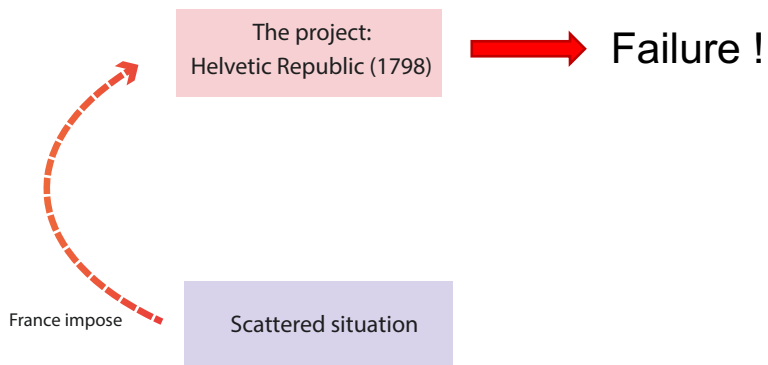 The project:
Helvetic Republic (1798)
Failure !
France impose
Scattered situation